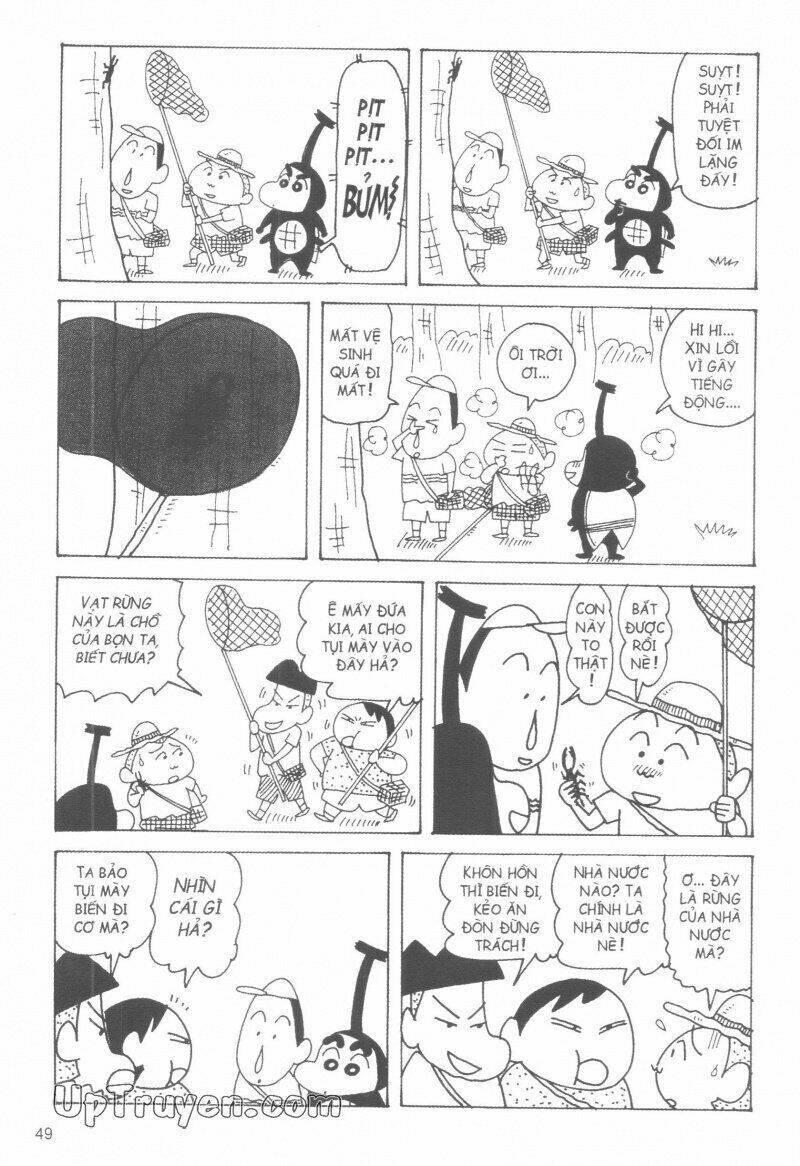 SUỴT!
SUỴT!
PHẢI
TUYỆT
ĐỐI IM
LẶNG
ĐẤY!
PỊT
PỊT
PỊT...
BỦM!
HI HI...
XIN LỖI
VÌ GÂY
TIẾNG
ĐỘNG....
ÔI TRỜI
ƠI...
MẤT VỆ
SINH
QUÁ ĐI
MẤT!
BẮT
ĐƯỢC
RỒI
NÈ!
CON
NÀY
TO
THẬT
!
Ê MẤY ĐỨA
KIA, AI CHO
TỤI MÀY VÀO
ĐÂY HẢ?
VẠT RỪNG
NÀY LÀ CHỖ
CỦA BỌN TA,
BIẾT CHƯA?
Ơ... ĐÂY
LÀ RỪNG
CỦA NHÀ
NƯỚC
MÀ?
NHÀ NƯỚC
NÀO? TA
CHÍNH LÀ
NHÀ NƯỚC
NÈ!
KHÔN HỒN
THÌ BIẾN ĐI,
KẺO ĂN
ĐÒN ĐỪNG
TRÁCH!
NHÌN
CÁI GÌ
HẢ?
TA BẢO
TỤI MÀY
BIẾN ĐI
CƠ MÀ?
UpTruyen.com
49